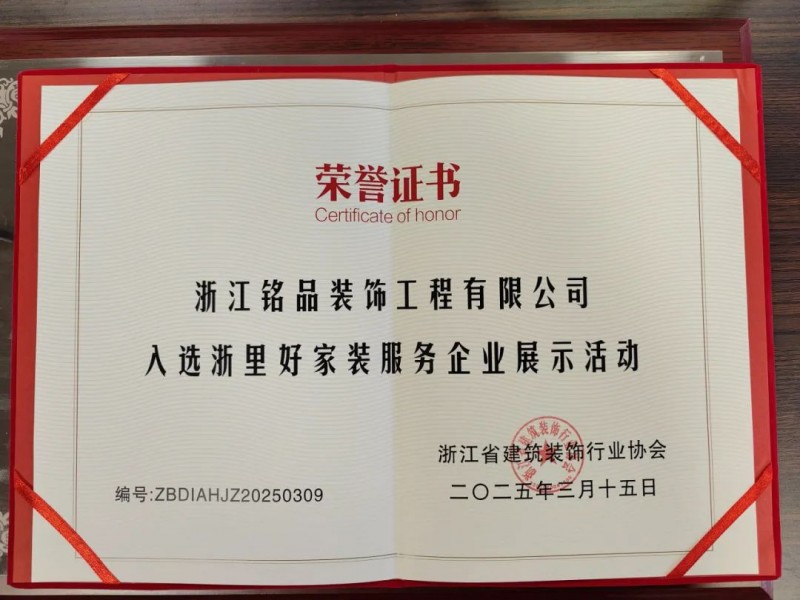 荣誉证书
Certificate of honor
浙江铭品装饰工程有限公司
入选浙里好家装服务企业展示活动
浙江省建筑装饰行业协会
二〇二五年三月十五日
编号:ZBDIAHJZ20250309